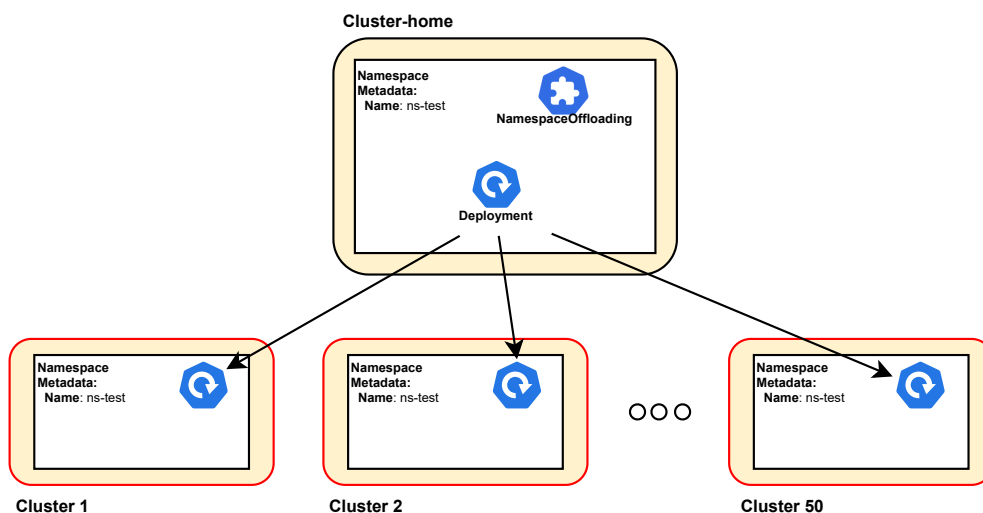 Cluster-home
Namespace
Metadata:
Name: ns-test
NamespaceOffloading
Deployment
Namespace
Metadata:
Name: ns-test
Cluster 1
Namespace
Metadata:
Name: ns-test
Cluster 2
Namespace
Metadata:
Name: ns-test
Cluster 50